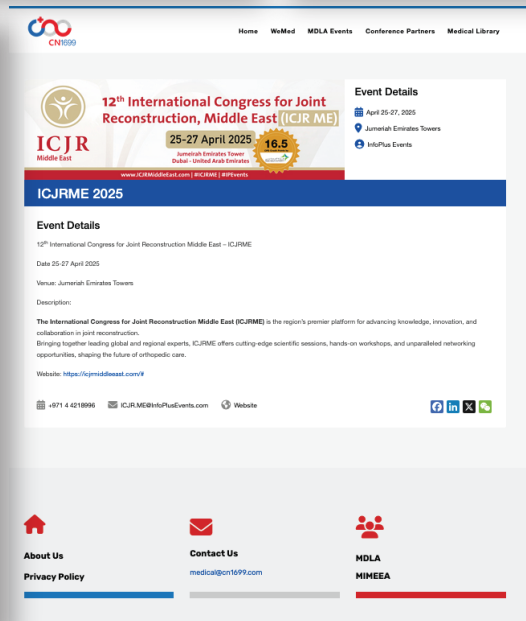 CN1699
Home WeMed MDLA Events Conference Partners Medical Library
12th International Congress for Joint
Reconstruction, Middle East (ICJR ME)
ICJR
Middle East
25-27 April 2025
Jumeirah Emirates Tower
Dubai - United Arab Emirates
16.5
www.ICJRMiddleEast.com | #ICJRME | #IPEvents
Event Details
April 25-27, 2025
Jumeriah Emirates Towers
InfoPlus Events
ICJRME 2025
Event Details
12th International Congress for Joint Reconstruction Middle East – ICJRME
Date 25-27 April 2025
Venue: Jumeriah Emirates Towers
Description:
The International Congress for Joint Reconstruction Middle East (ICJRME) is the region's premier platform for advancing knowledge, innovation, and
collaboration in joint reconstruction.
Bringing together leading global and regional experts, ICJRME offers cutting-edge scientific sessions, hands-on workshops, and unparalleled networking
opportunities, shaping the future of orthopedic care.
Website: https://icjrmiddleeast.com/#
+971 4 4218996 ICJR.ME@InfoPlusEvents.com Website
About Us
Privacy Policy
Contact Us
medical@cn1699.com
MDLA
MIMEEA